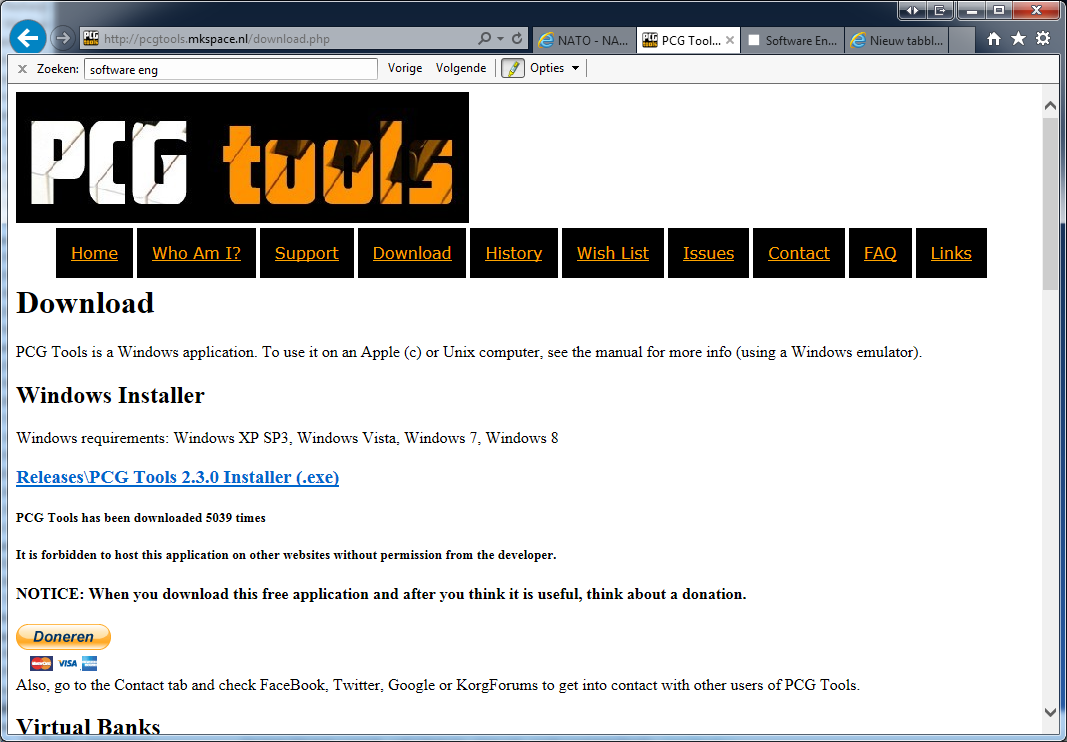 http://pcgtools.mkspace.nl/download.php
NATO - NA...
PCG Tool...
Software En...
Nieuw tabbl...
Zoeken: software eng Vorige Volgende Opties
PCG tools
Home Who Am I? Support Download History Wish List Issues Contact FAQ Links
Download
PCG Tools is a Windows application. To use it on an Apple (c) or Unix computer, see the manual for more info (using a Windows emulator).
Windows Installer
Windows requirements: Windows XP SP3, Windows Vista, Windows 7, Windows 8
Releases\PCG Tools 2.3.0 Installer (.exe)
PCG Tools has been downloaded 5039 times
It is forbidden to host this application on other websites without permission from the developer.
NOTICE: When you download this free application and after you think it is useful, think about a donation.
Doneren
VISA
Also, go to the Contact tab and check FaceBook, Twitter, Google or KorgForums to get into contact with other users of PCG Tools.
Virtual Banks